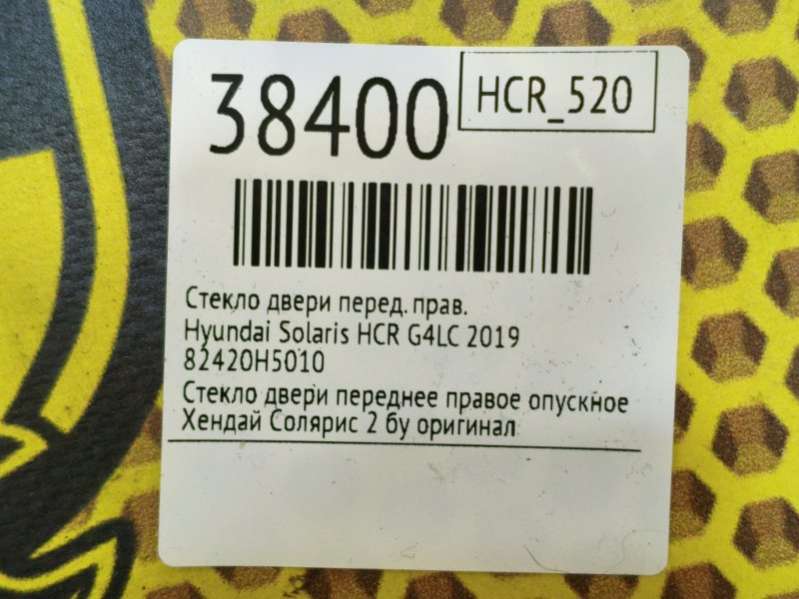 38400
HCR_520
Стекло двери перед. прав.
Hyundai Solaris HCR G4LC 2019
82420H5010
Стекло двери переднее правое опускное
Хендай Солярис 2 бу оригинал